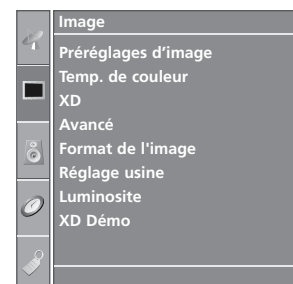 Image
Préréglages d’image
Temp. de couleur
XD
Avancé
Format de l'image
Réglage usine
Luminosite
XD Démo